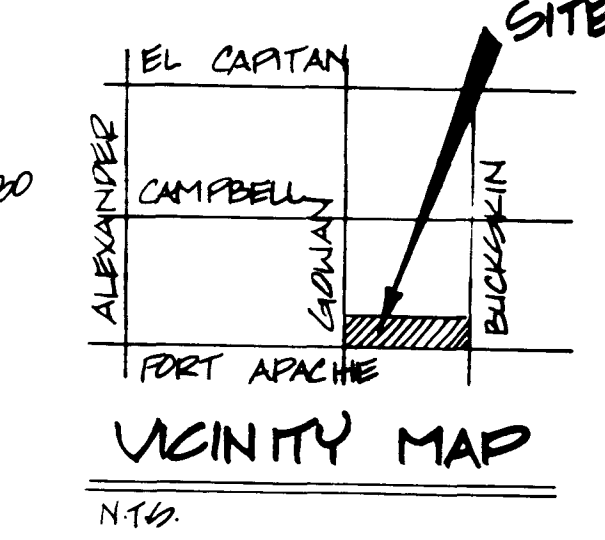 SITE
EL CAPITAN
ALEXANDER
CAMPBELL
GOWAN
BUCKSKIN
FORT APACHE
VICINITY MAP
N.T.S.